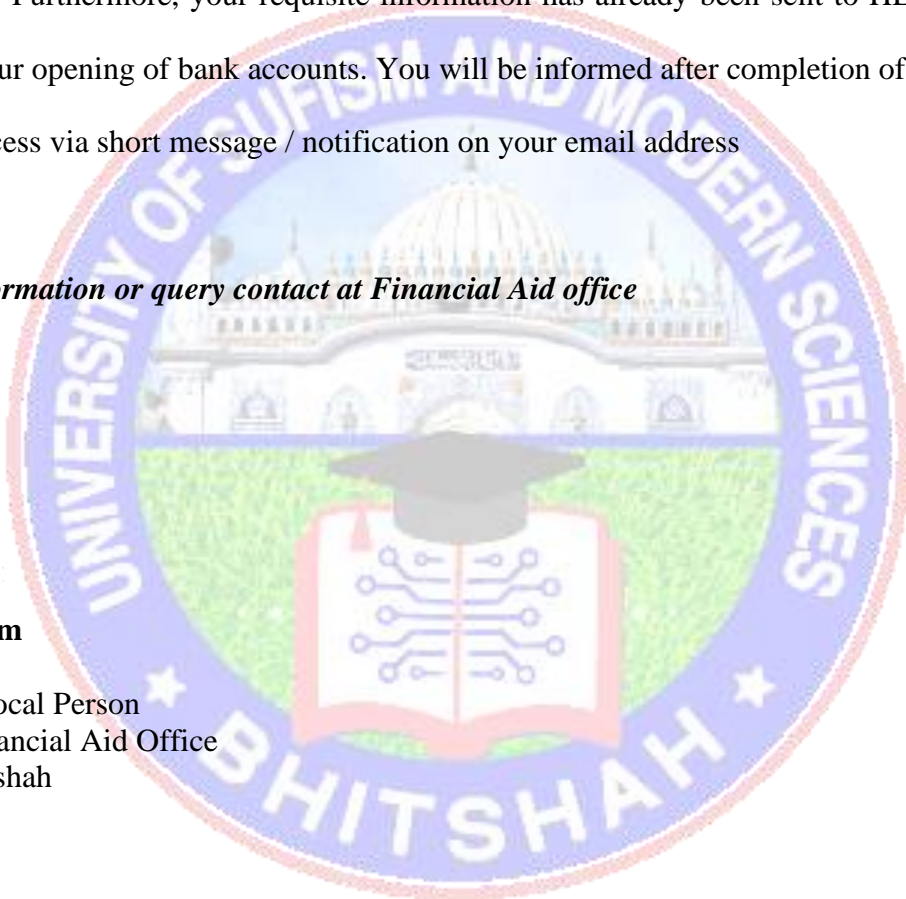 Furthermore, your requisite information has already been sent to
ur opening of bank accounts. You will be informed after completion of
cess via short message / notification on your email address
ormation or query contact at Financial Aid office
m
ocal Person
ancial Aid Office
shah
UNIVERSITY OF SUFISM AND MODERN SCIENCES
BHITSHAH